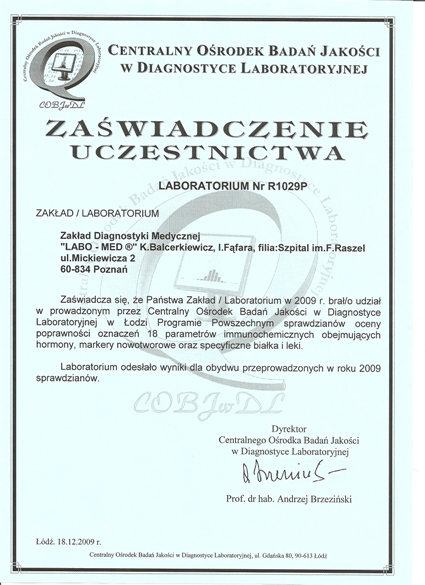 Centralny Ośrodek Badań Jakości w Diagnostyce Laboratoryjnej
COBJwDL
CENTRALNY OŚRODEK BADAŃ JAKOŚCI
W DIAGNOSTYCE LABORATORYJNEJ
ZAŚWIADCZENIE
UCZESTNICTWA
LABORATORIUM Nr R1029P
ZAKŁAD / LABORATORIUM
Zakład Diagnostyki Medycznej
"LABO - MED ®" K.Balcerkiewicz, I.Fąfara, filia:Szpital im.F.Raszei
ul.Mickiewicza 2
60-834 Poznań
Zaświadcza się, że Państwa Zakład / Laboratorium w 2009 r. brał/o udział
w prowadzonym przez Centralny Ośrodek Badań Jakości w Diagnostyce
Laboratoryjnej w Łodzi Programie Powszechnym sprawdzianów oceny
poprawności oznaczeń 18 parametrów immunochemicznych obejmujących
hormony, markery nowotworowe oraz specyficzne białka i leki.
Laboratorium odesłało wyniki dla obydwu przeprowadzonych w roku 2009
sprawdzianów.
COBJwDL
Dyrektor
Centralnego Ośrodka Badań Jakości
w Diagnostyce Laboratoryjnej
Prof. dr hab. Andrzej Brzeziński
Łódź. 18.12.2009 r.
Centralny Ośrodek Badań Jakości w Diagnostyce Laboratoryjnej, ul. Gdańska 80, 90-613 Łódź